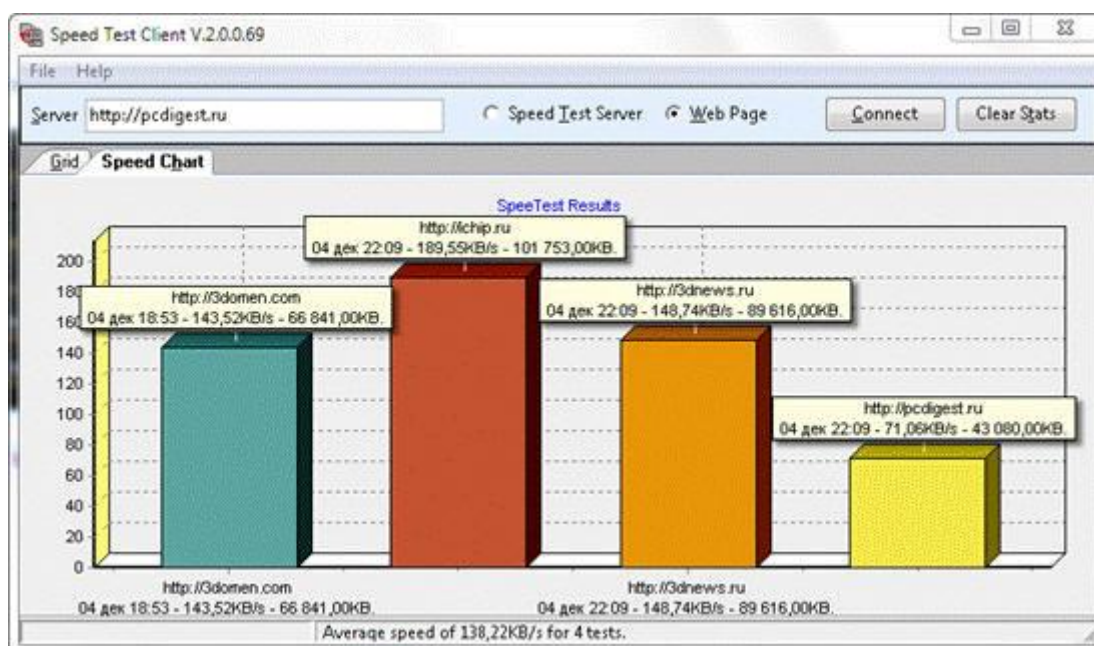 Speed Test Client V.2.0.0.69
File Help
Server http://pcdigest.ru Speed Test Server Web Page Connect Clear Stats
Grid Speed Chart
SpeeTest Results
http://ichip.ru
04 дек 22:09 - 189,55KB/s - 101 753,00KB.
200
http://3dnews.ru
180
http://3domen.com
04 дек 22:09 - 148,74KB/s - 89 616,00KB.
04 дек 18:53 - 143,52KB/s - 66 841,00KB.
160
140
120
100
http://pcdigest.ru
04 дек 22:09 - 71,06KB/s - 43 080,00KB.
80
60
40
20
0
http://3domen.com http://3dnews.ru
04 дек 18:53 - 143,52KB/s - 66 841,00KB. 04 дек 22:09 - 148,74KB/s - 89 616,00KB.
Average speed of 138,22KB/s for 4 tests.